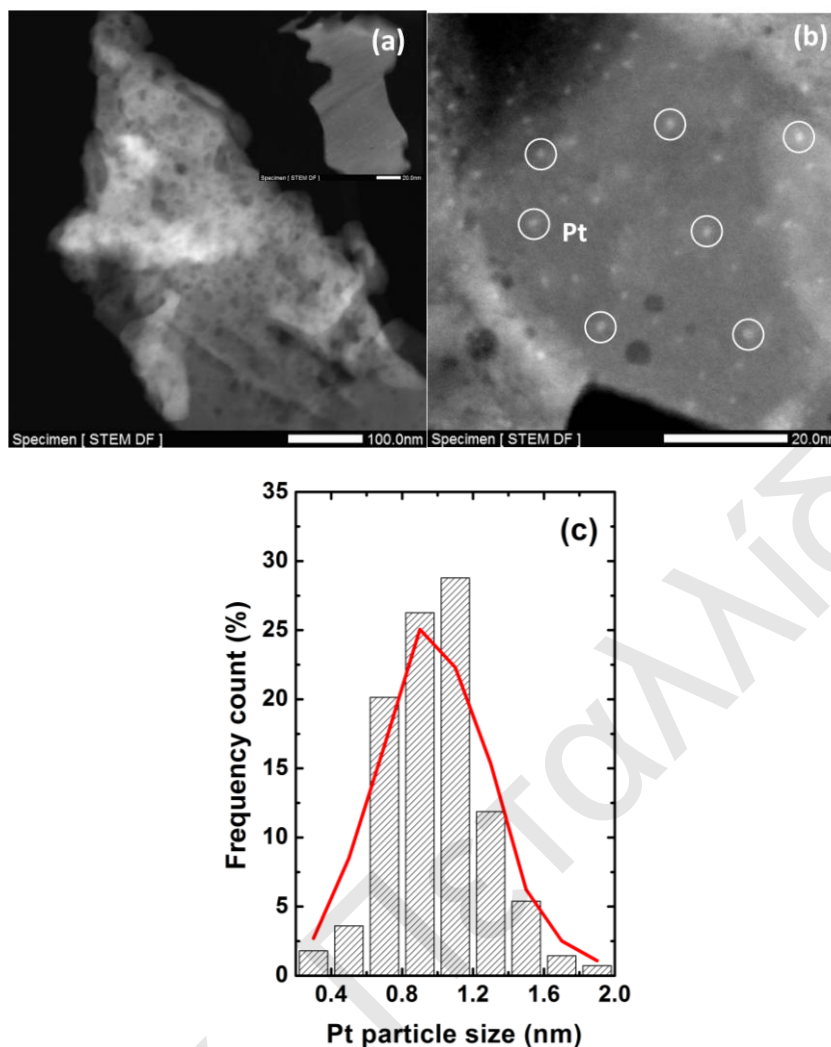 (a)
Specimen [ STEM DF ] 20.0nm
Specimen [ STEM DF ] 100.0nm
(b)
Pt
Specimen [ STEM DF ] 20.0nm
(c)
Frequency count (%)
35
30
25
20
15
10
5
0
0.4 0.8 1.2 1.6 2.0
Pt particle size (nm)
Πεταλλίδ